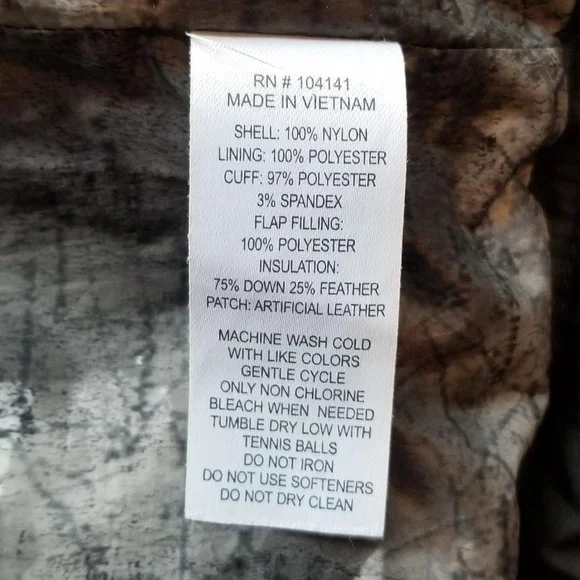 RN # 104141
MADE IN VIETNAM
SHELL: 100% NYLON
LINING: 100% POLYESTER
CUFF: 97% POLYESTER
3% SPANDEX
FLAP FILLING:
100% POLYESTER
INSULATION:
75% DOWN 25% FEATHER
PATCH: ARTIFICIAL LEATHER
MACHINE WASH COLD
WITH LIKE COLORS
GENTLE CYCLE
ONLY NON CHLORINE
BLEACH WHEN NEEDED
TUMBLE DRY LOW WITH
TENNIS BALLS
DO NOT IRON
DO NOT USE SOFTENERS
DO NOT DRY CLEAN